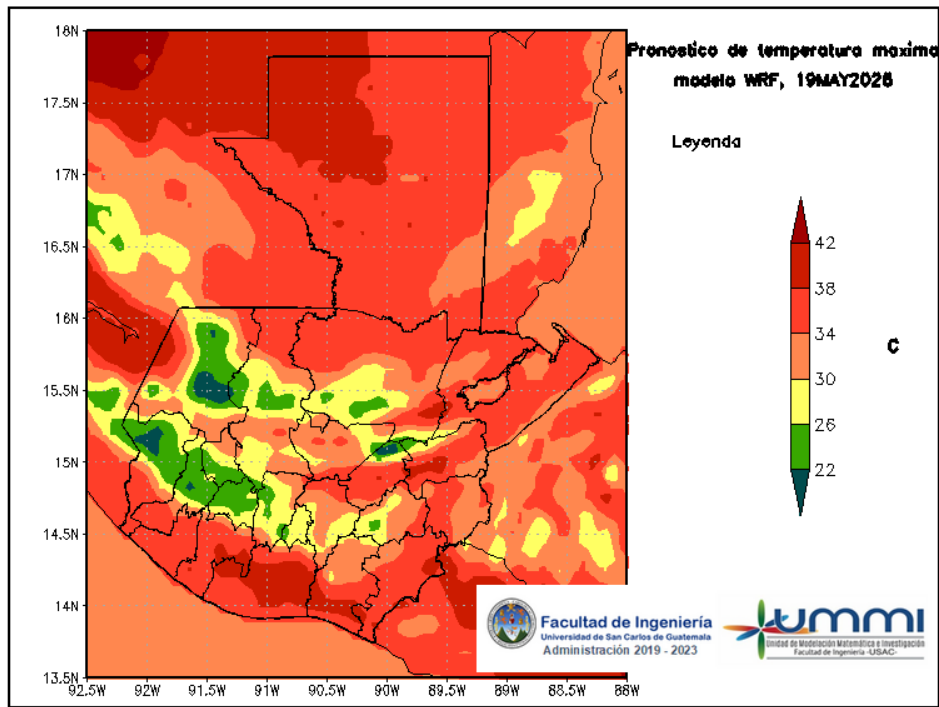 18N
17.5N
17N
16.5N
16N
15.5N
15N
14.5N
14N
13.5N
92.5W
92W
91.5W
91W
90.5W
90W
89.5W
89W
88.5W
88W
Pronostico de temperatura maxima
modelo WRF, 19MAY2026
Leyenda
42
38
34
30
26
22
C
Facultad de Ingeniería
Universidad de San Carlos de Guatemala
Administración 2019 - 2023
ummi
Unidad de Modelación Matemática e Investigación
Facultad de Ingeniería -USAC-